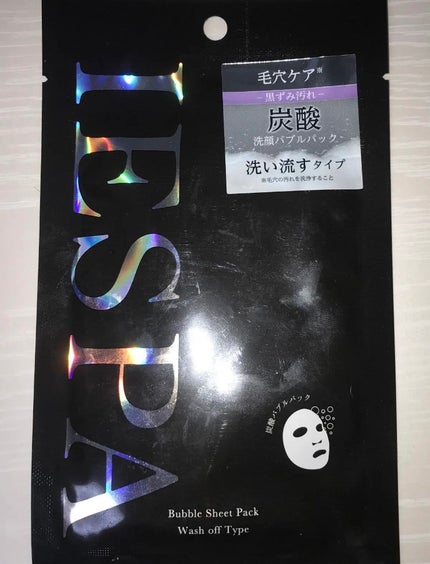 IESPA
毛穴ケア※
－黒ずみ汚れ－
炭酸
洗顔バブルパック
洗い流すタイプ
※毛穴の汚れを洗浄すること
炭酸バブルパック
Bubble Sheet Pack
Wash off Type